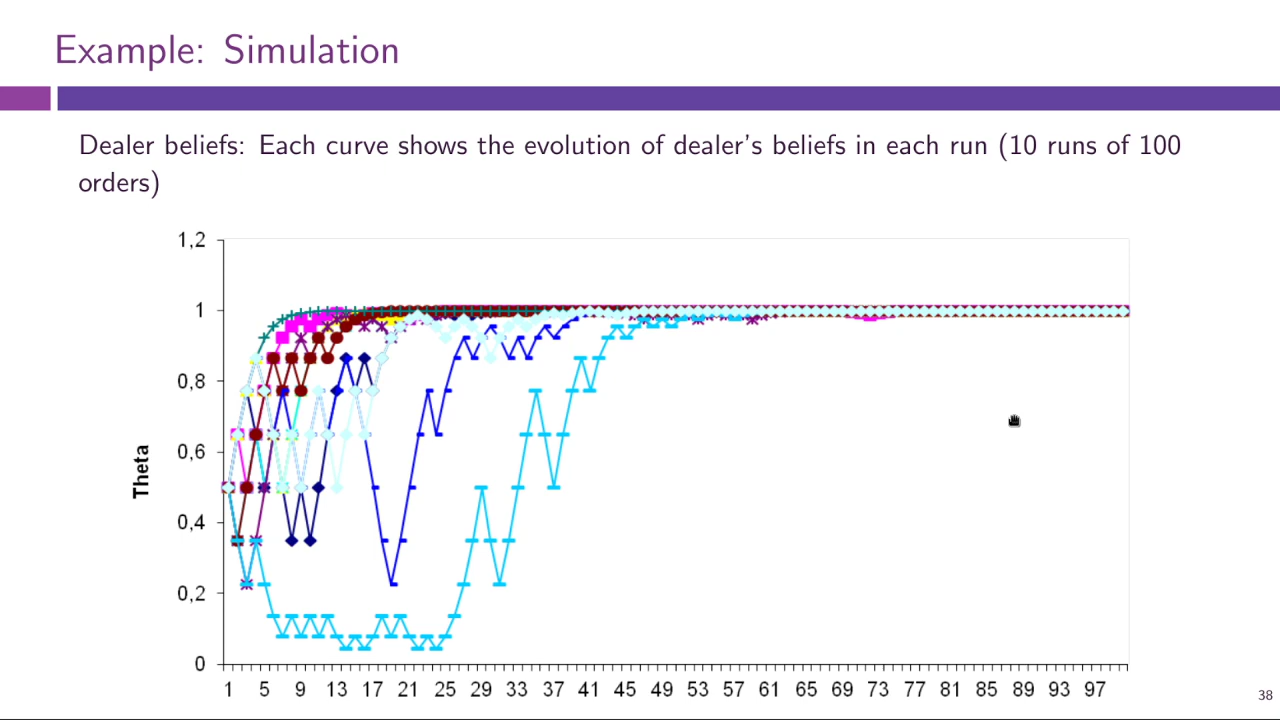 Example: Simulation
Dealer beliefs: Each curve shows the evolution of dealer's beliefs in each run (10 runs of 100
orders)
1,2
1
0,8
0,6
0,4
0,2
0
Theta
1 5 9 13 17 21 25 29 33 37 41 45 49 53 57 61 65 69 73 77 81 85 89 93 97
38